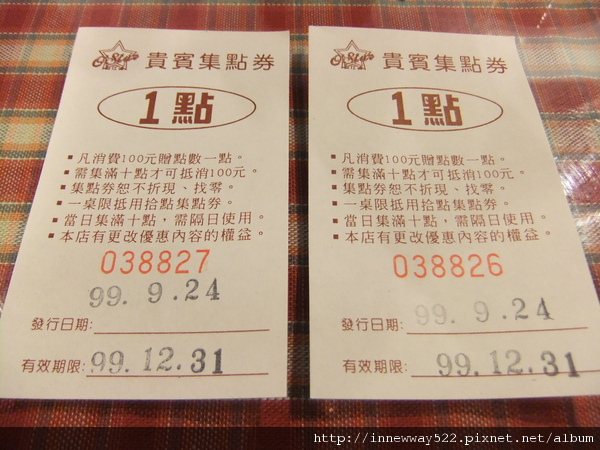 貴賓集點券
1點
▪凡消費100元贈點數一點。
▪需集滿十點才可抵消100元。
▪集點券恕不折現、找零。
▪一桌限抵用拾點集點券。
▪當日集滿十點，需隔日使用。
▪本店有更改優惠內容的權益。
038827
99. 9.24
發行日期:
有效期限: 99.12.31
貴賓集點券
1點
▪凡消費100元贈點數一點。
▪需集滿十點才可抵消100元。
▪集點券恕不折現、找零。
▪一桌限抵用拾點集點券。
▪當日集滿十點，需隔日使用。
▪本店有更改優惠內容的權益。
038826
99. 9.24
發行日期:
有效期限: 99.12.31
http://inneway522.pixnet.net/album